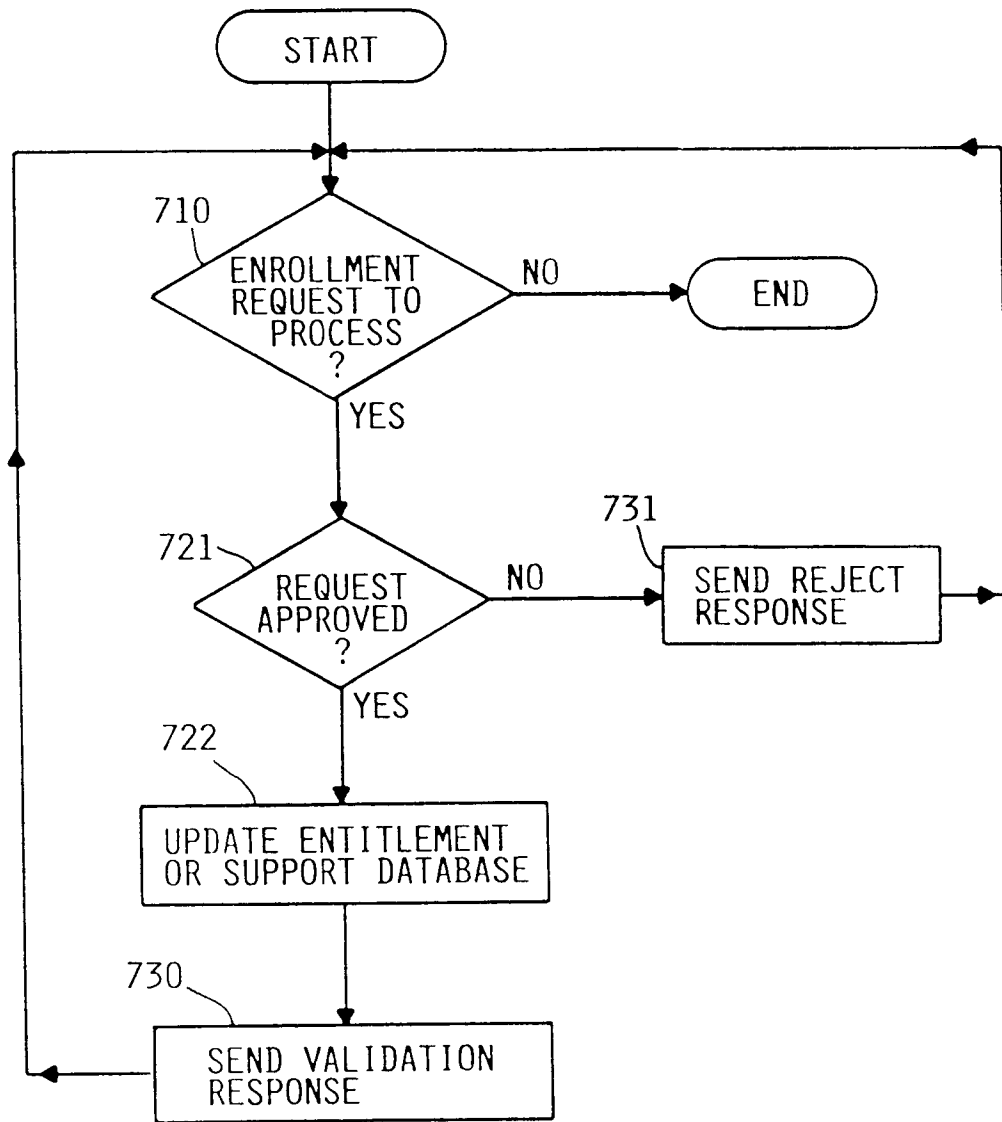 START
710
ENROLLMENT
REQUEST TO
PROCESS
?
NO
END
YES
721
REQUEST
APPROVED
?
NO
731
SEND REJECT
RESPONSE
YES
722
UPDATE ENTITLEMENT
OR SUPPORT DATABASE
730
SEND VALIDATION
RESPONSE